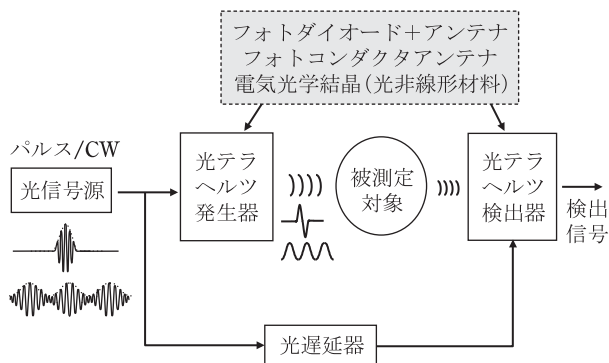 フォトダイオード＋アンテナ
フォトコンダクタアンテナ
電気光学結晶(光非線形材料)
パルス/CW
光信号源
光テラ
ヘルツ
発生器
被測定
対象
光テラ
ヘルツ
検出器
検出
信号
光遅延器